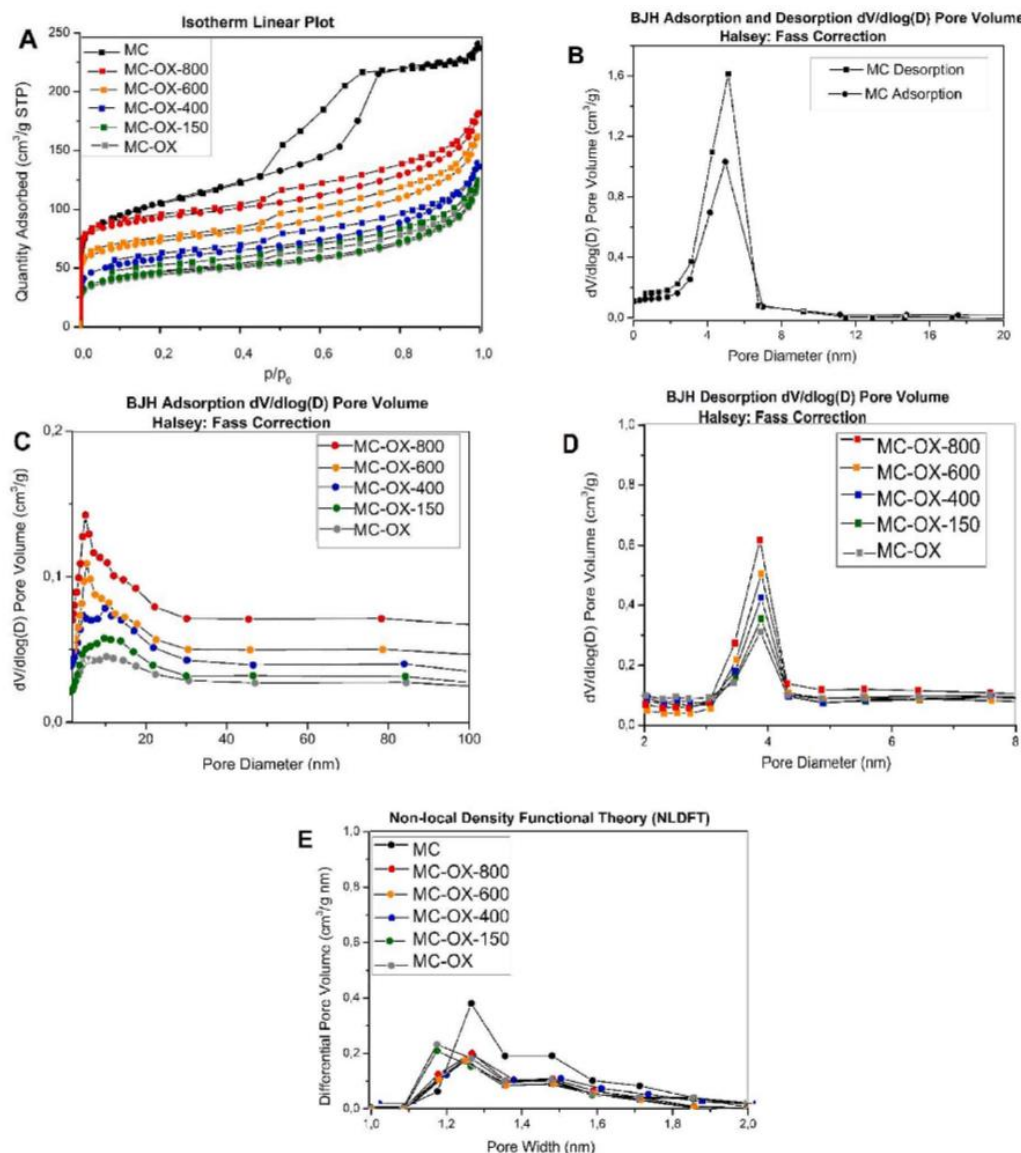 A
Isotherm Linear Plot
Quantity Adsorbed (cm³/g STP)
250
200
150
100
50
0
MC
MC-OX-800
MC-OX-600
MC-OX-400
MC-OX-150
MC-OX
0,0 0,2 0,4 0,6 0,8 1,0
p/p₀
B
BJH Adsorption and Desorption dV/dlog(D) Pore Volume
Halsey: Fass Correction
dV/dlog(D) Pore Volume (cm³/g)
1,6
1,2
0,8
0,4
0,0
MC Desorption
MC Adsorption
0 4 8 12 16 20
Pore Diameter (nm)
C
BJH Adsorption dV/dlog(D) Pore Volume
Halsey: Fass Correction
dV/dlog(D) Pore Volume (cm³/g)
0,2
0,1
0,0
MC-OX-800
MC-OX-600
MC-OX-400
MC-OX-150
MC-OX
20 40 60 80 100
Pore Diameter (nm)
D
BJH Desorption dV/dlog(D) Pore Volume
Halsey: Fass Correction
dV/dlog(D) Pore Volume (cm³/g)
1,0
0,8
0,6
0,4
0,2
0,0
MC-OX-800
MC-OX-600
MC-OX-400
MC-OX-150
MC-OX
2 3 4 5 6 7 8
Pore Diameter (nm)
E
Non-local Density Functional Theory (NLDFT)
Differential Pore Volume (cm³/g nm)
1,0
0,8
0,6
0,4
0,2
0,0
MC
MC-OX-800
MC-OX-600
MC-OX-400
MC-OX-150
MC-OX
1,0 1,2 1,4 1,6 1,8 2,0
Pore Width (nm)